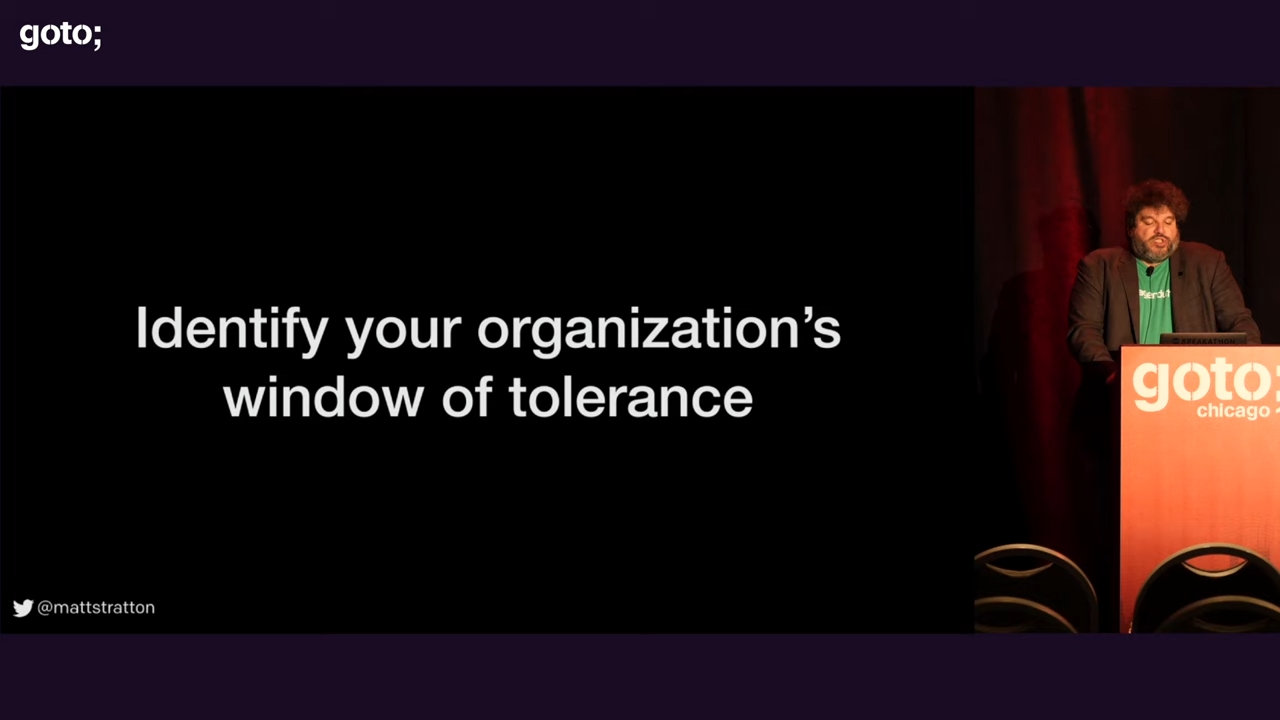 goto;
Identify your organization's
window of tolerance
@mattstratton
goto;
chicago